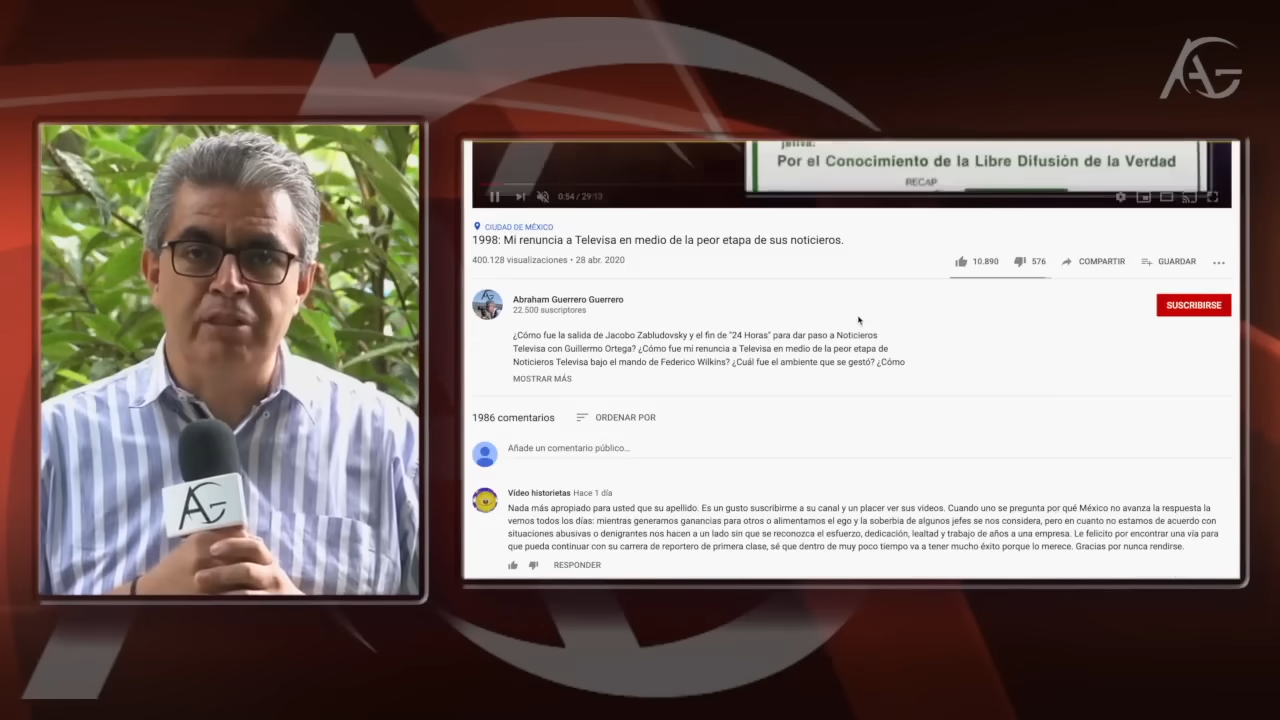 AG
jativa:
Por el Conocimiento de la Libre Difusión de la Verdad
RECAP
0:54 / 29:13
CIUDAD DE MÉXICO
1998: Mi renuncia a Televisa en medio de la peor etapa de sus noticieros.
400.128 visualizaciones • 28 abr. 2020
10.890
576
COMPARTIR
GUARDAR
Abraham Guerrero Guerrero
22.500 suscriptores
SUSCRIBIRSE
¿Cómo fue la salida de Jacobo Zabludovsky y el fin de "24 Horas" para dar paso a Noticieros
Televisa con Guillermo Ortega? ¿Cómo fue mi renuncia a Televisa en medio de la peor etapa de
Noticieros Televisa bajo el mando de Federico Wilkins? ¿Cuál fue el ambiente que se gestó? ¿Cómo
MOSTRAR MÁS
1986 comentarios
ORDENAR POR
Añade un comentario público...
Vídeo historietas Hace 1 día
Nada más apropiado para usted que su apellido. Es un gusto suscribirme a su canal y un placer ver sus videos. Cuando uno se pregunta por qué México no avanza la respuesta la
vemos todos los días: mientras generamos ganancias para otros o alimentamos el ego y la soberbia de algunos jefes se nos considera, pero en cuanto no estamos de acuerdo con
situaciones abusivas o denigrantes nos hacen a un lado sin que se reconozca el esfuerzo, dedicación, lealtad y trabajo de años a una empresa. Le felicito por encontrar una vía para
que pueda continuar con su carrera de reportero de primera clase, sé que dentro de muy poco tiempo va a tener mucho éxito porque lo merece. Gracias por nunca rendirse.
RESPONDER
AG